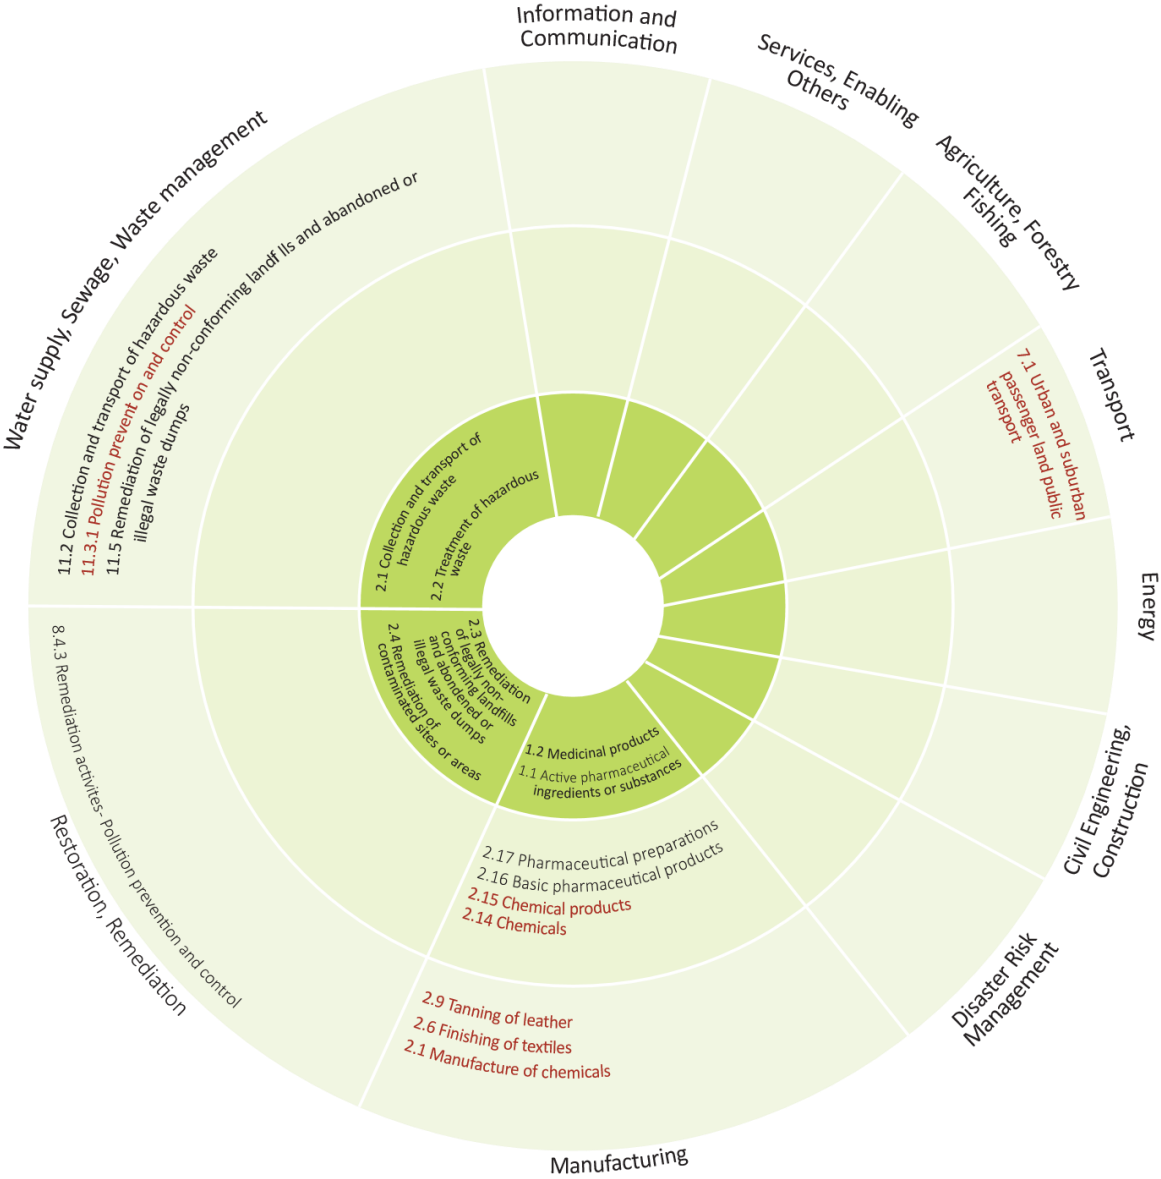 Information and
Communication
Services, Enabling
Others
Agriculture, Forestry
Fishing
Transport
7.1 Urban and suburban
passenger land public
transport
Energy
Civil Engineering,
Construction
Disaster Risk
Management
Manufacturing
1.2 Medicinal products
1.1 Active pharmaceutical
ingredients or substances
2.17 Pharmaceutical preparations
2.16 Basic pharmaceutical products
2.15 Chemical products
2.14 Chemicals
2.9 Tanning of leather
2.6 Finishing of textiles
2.1 Manufacture of chemicals
Restoration, Remediation
8.4.3 Remediation activites- Pollution prevention and control
2.3 Remediation
of legally non-
conforming landfills
and abondened or
illegal waste dumps
2.4 Remediation of
contaminated sites or areas
Water supply, Sewage, Waste management
11.2 Collection and transport of hazardous waste
11.3.1 Pollution prevent on and control
11.5 Remediation of legally non-conforming landf lls and abandoned or
illegal waste dumps
2.1 Collection and transport of
hazardous waste
2.2 Treatment of hazardous
waste